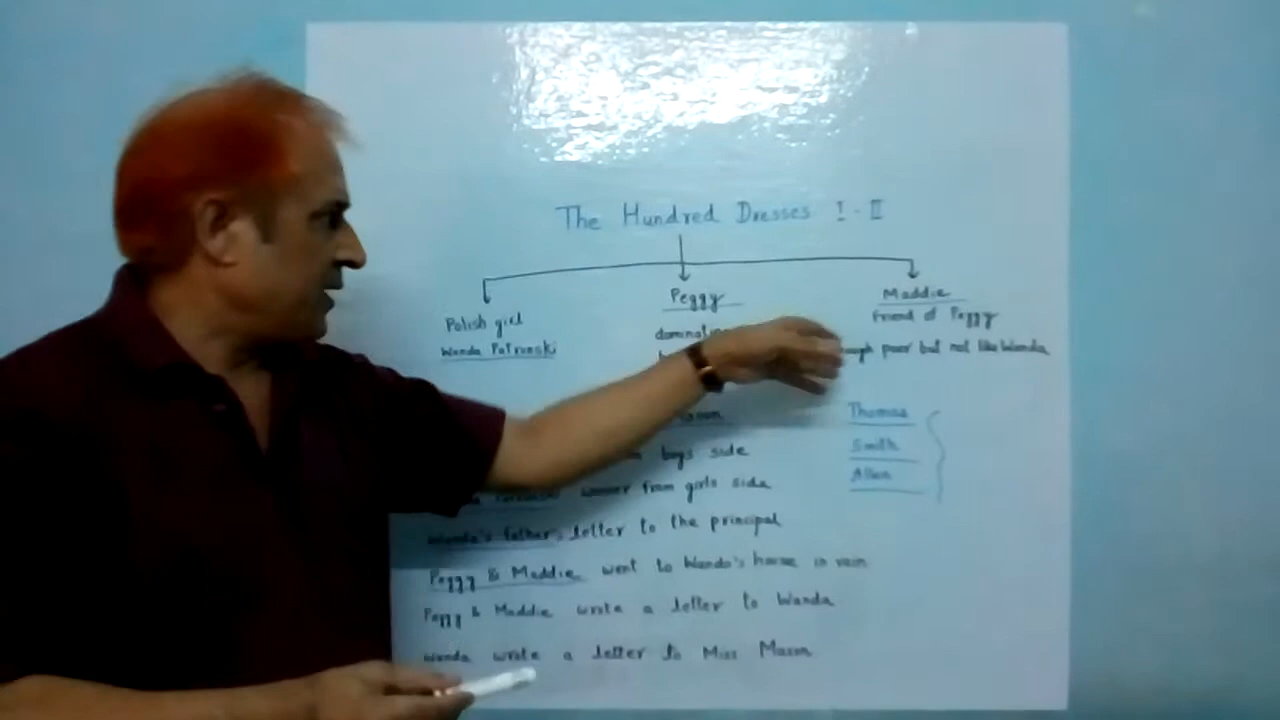 The Hundred Dresses I - II
Polish girl
Wanda Patronski
Peggy
Maddie
friend of Peggy
poor but not like Wanda
Thomas
Smith
Allen
boys side
winner from girls side
Wanda's father's letter to the principal
Peggy & Maddie went to Wanda's house in vain
Peggy & Maddie wrote a letter to Wanda
Wanda wrote a letter to Miss Mason